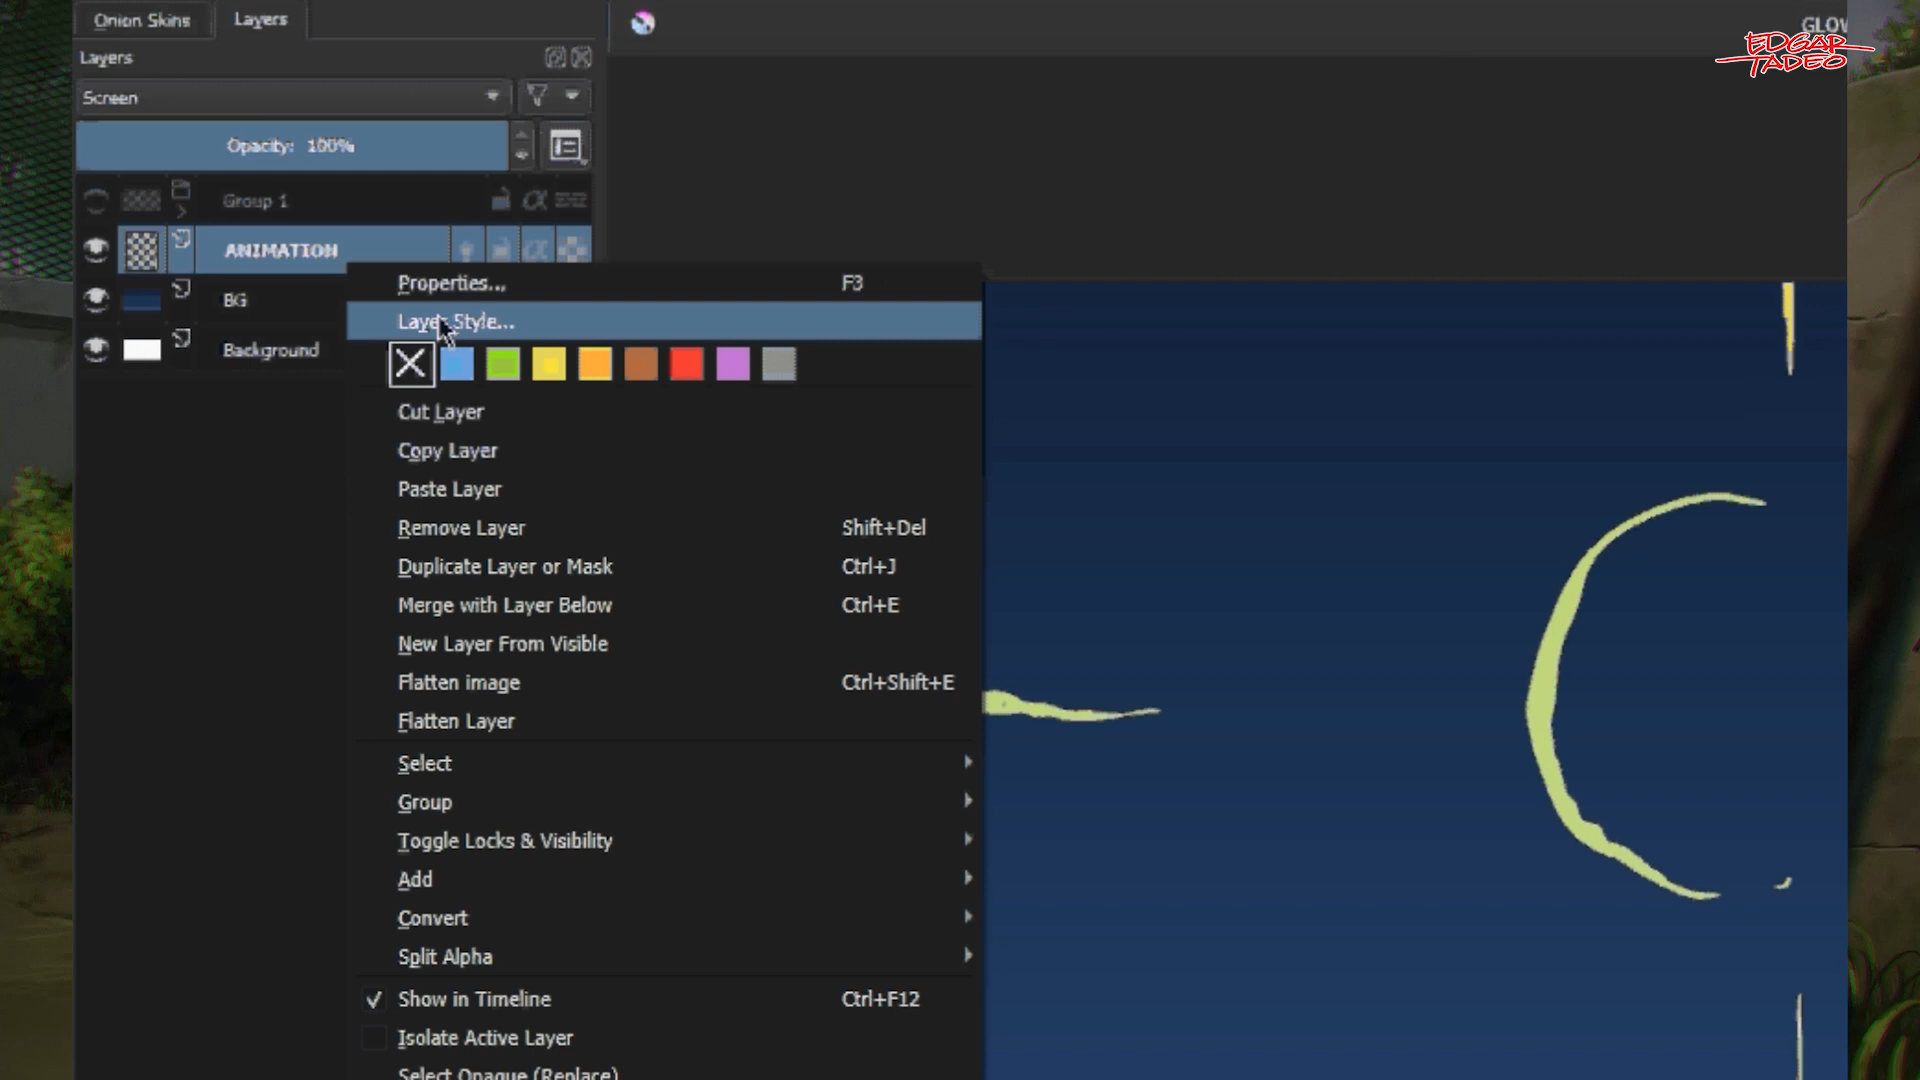 Onion Skins
Layers
GLOW
EDGAR
TADEO
Layers
Screen
Opacity: 100%
Group 1
ANIMATION
BG
Background
Properties... F3
Layer Style...
Cut Layer
Copy Layer
Paste Layer
Remove Layer Shift+Del
Duplicate Layer or Mask Ctrl+J
Merge with Layer Below Ctrl+E
New Layer From Visible
Flatten image Ctrl+Shift+E
Flatten Layer
Select
Group
Toggle Locks & Visibility
Add
Convert
Split Alpha
Show in Timeline Ctrl+F12
Isolate Active Layer
Select Opaque (Replace)